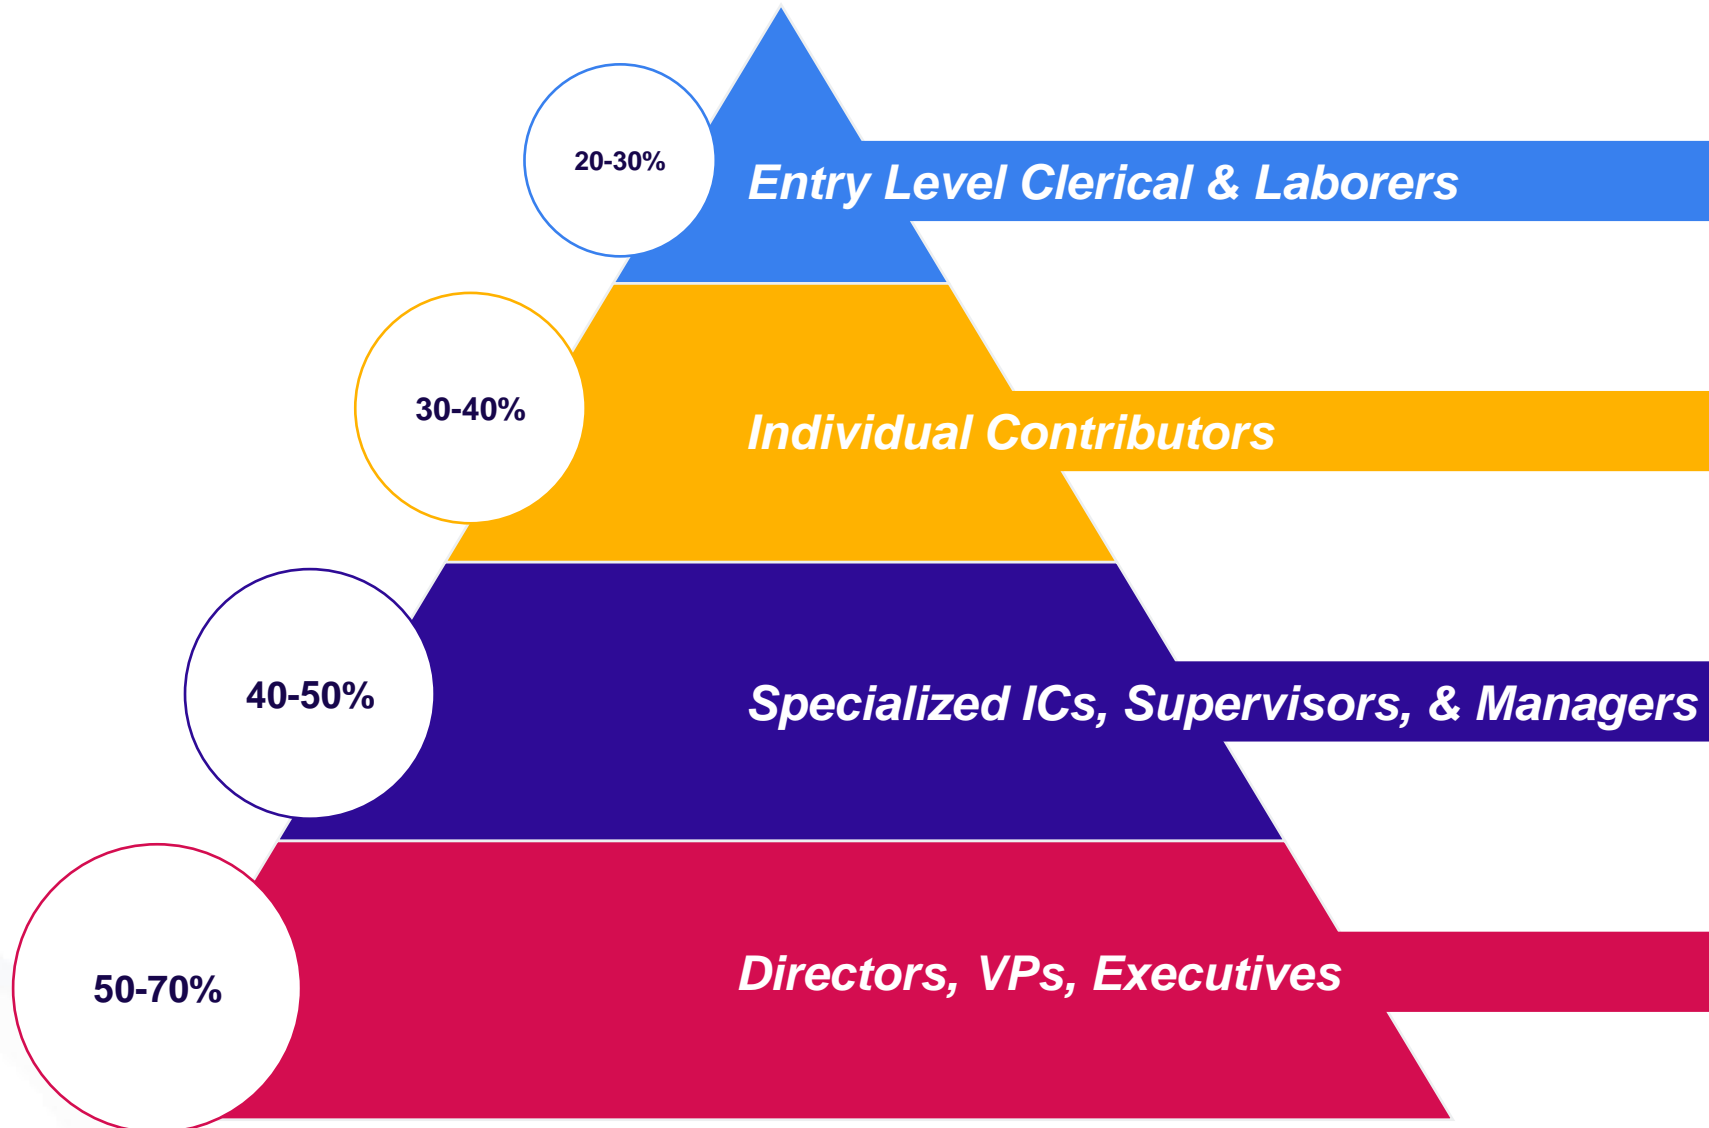 20-30%
Entry Level Clerical & Laborers
30-40%
Individual Contributors
40-50%
Specialized ICs, Supervisors, & Managers
50-70%
Directors, VPs, Executives